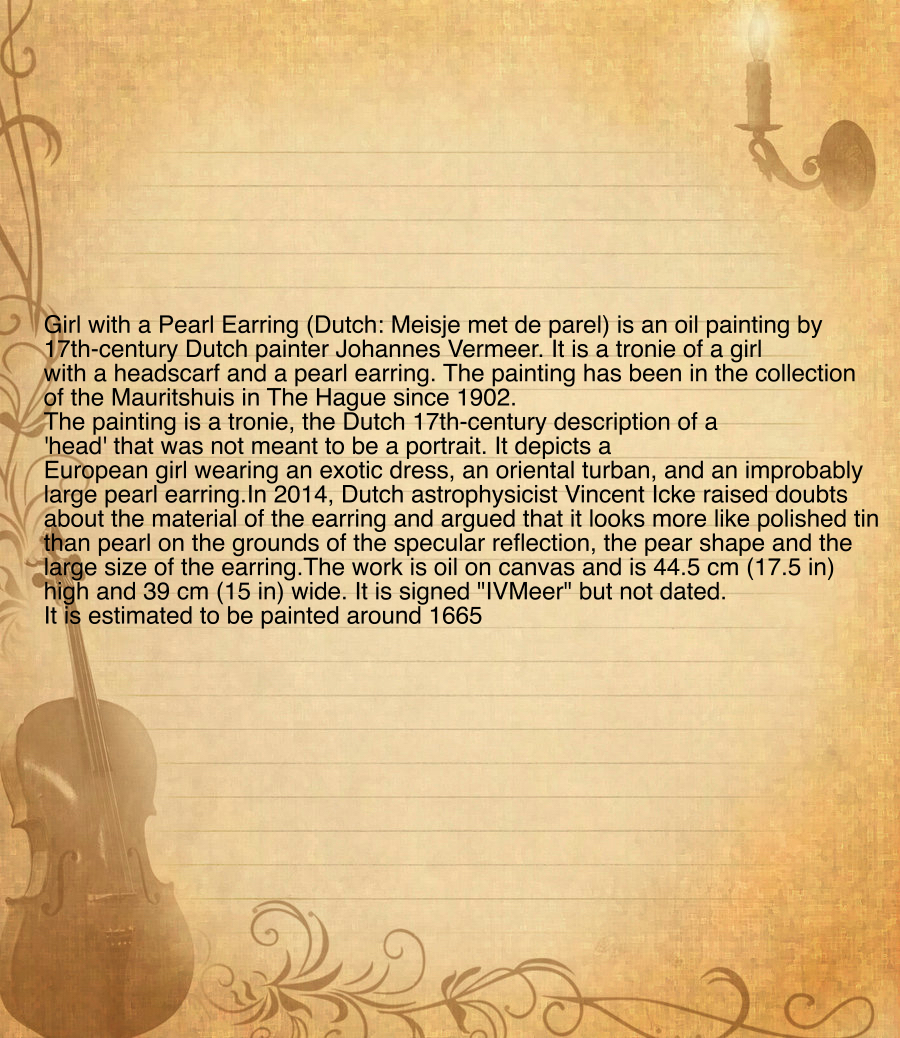 Girl with a Pearl Earring (Dutch: Meisje met de parel) is an oil painting by
17th-century Dutch painter Johannes Vermeer. It is a tronie of a girl
with a headscarf and a pearl earring. The painting has been in the collection
of the Mauritshuis in The Hague since 1902.
The painting is a tronie, the Dutch 17th-century description of a
'head' that was not meant to be a portrait. It depicts a
European girl wearing an exotic dress, an oriental turban, and an improbably
large pearl earring.In 2014, Dutch astrophysicist Vincent Icke raised doubts
about the material of the earring and argued that it looks more like polished tin
than pearl on the grounds of the specular reflection, the pear shape and the
large size of the earring.The work is oil on canvas and is 44.5 cm (17.5 in)
high and 39 cm (15 in) wide. It is signed "IVMeer" but not dated.
It is estimated to be painted around 1665